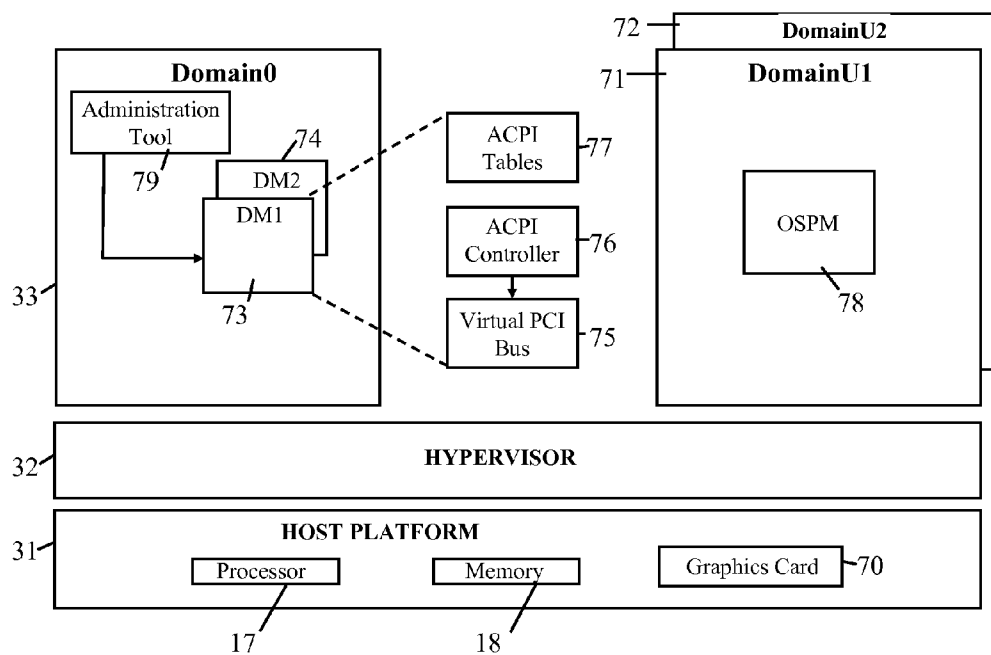 72
DomainU2
71
DomainU1
Domain0
Administration
Tool
79
74
DM2
DM1
73
33
ACPI
Tables
77
ACPI
Controller
76
Virtual PCI
Bus
75
OSPM
78
32
HYPERVISOR
31
HOST PLATFORM
Processor
Memory
Graphics Card
70
17
18